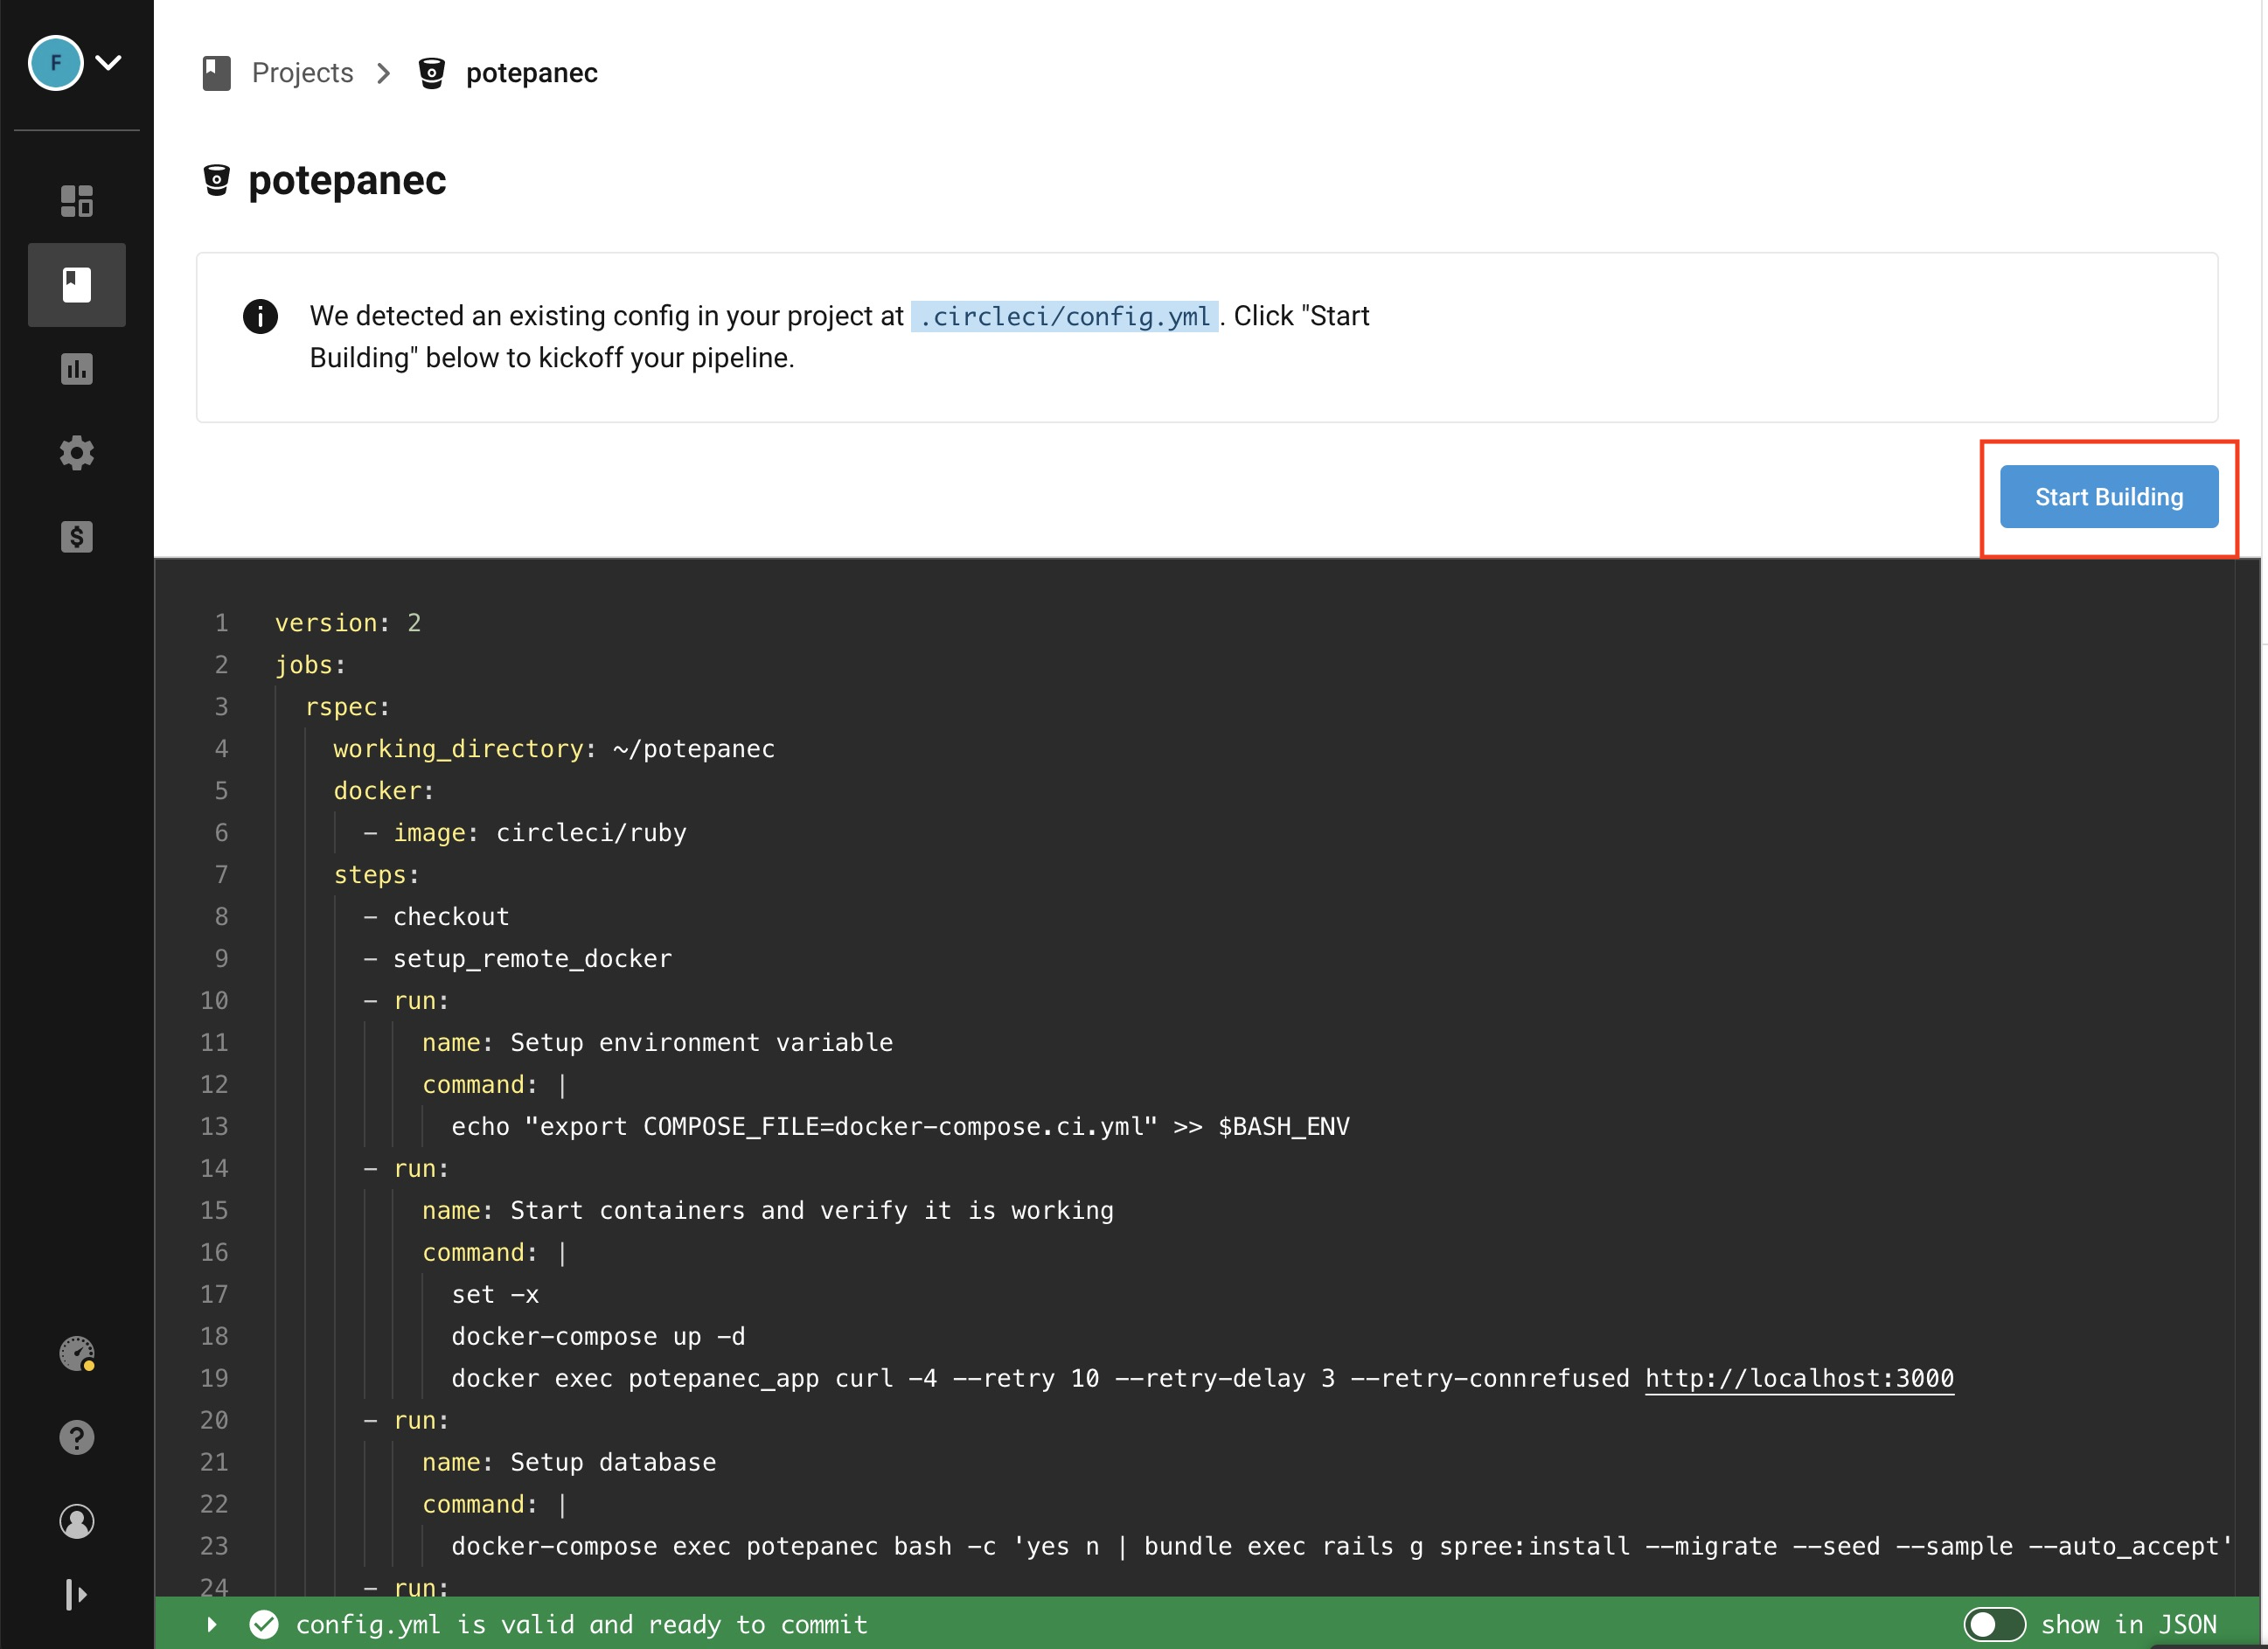 F
Projects > potepanec
potepanec
We detected an existing config in your project at .circleci/config.yml. Click "Start
Building" below to kickoff your pipeline.
Start Building
1 version: 2
2 jobs:
3 rspec:
4 working_directory: ~/potepanec
5 docker:
6 - image: circleci/ruby
7 steps:
8 - checkout
9 - setup_remote_docker
10 - run:
11 name: Setup environment variable
12 command: |
13 echo "export COMPOSE_FILE=docker-compose.ci.yml" >> $BASH_ENV
14 - run:
15 name: Start containers and verify it is working
16 command: |
17 set -x
18 docker-compose up -d
19 docker exec potepanec_app curl -4 --retry 10 --retry-delay 3 --retry-connrefused http://localhost:3000
20 - run:
21 name: Setup database
22 command: |
23 docker-compose exec potepanec bash -c 'yes n | bundle exec rails g spree:install --migrate --seed --sample --auto_accept'
24 - run:
config.yml is valid and ready to commit
show in JSON